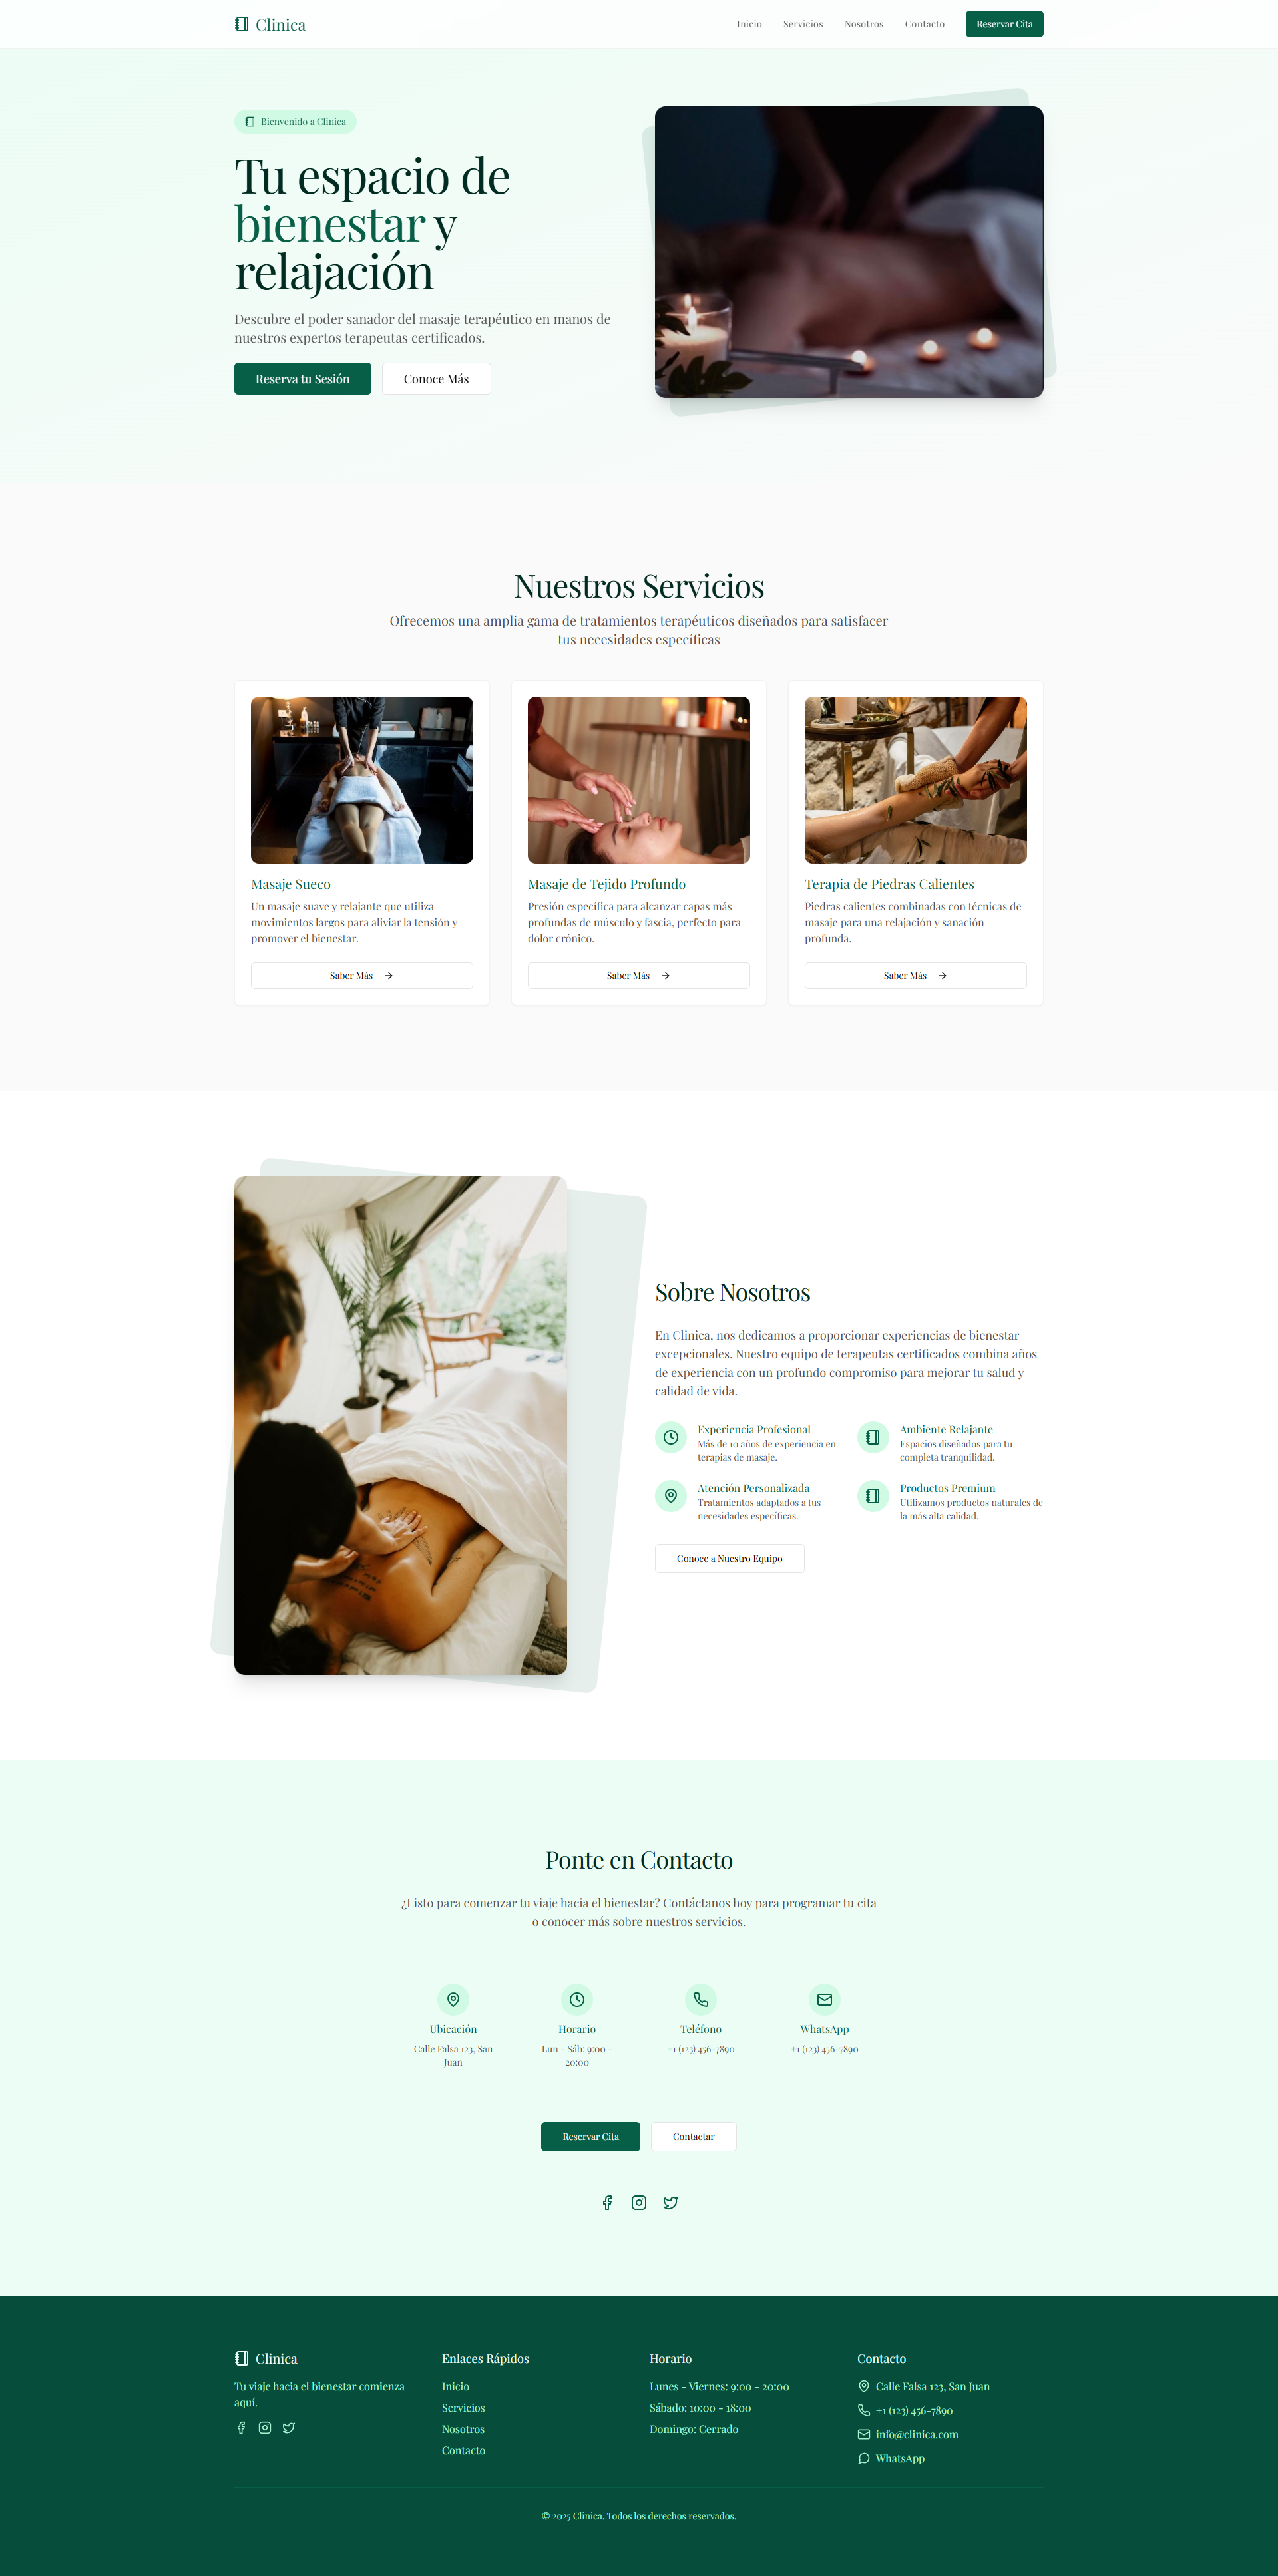 Clinica
Inicio
Servicios
Nosotros
Contacto
Reservar Cita
Bienvenido a Clinica
Tu espacio de
bienestar y
relajación
Descubre el poder sanador del masaje terapéutico en manos de
nuestros expertos terapeutas certificados.
Reserva tu Sesión
Conoce Más
Nuestros Servicios
Ofrecemos una amplia gama de tratamientos terapéuticos diseñados para satisfacer
tus necesidades específicas
Masaje Sueco
Un masaje suave y relajante que utiliza
movimientos largos para aliviar la tensión y
promover el bienestar.
Saber Más
Masaje de Tejido Profundo
Presión específica para alcanzar capas más
profundas de músculo y fascia, perfecto para
dolor crónico.
Saber Más
Terapia de Piedras Calientes
Piedras calientes combinadas con técnicas de
masaje para una relajación y sanación
profunda.
Saber Más
Sobre Nosotros
En Clinica, nos dedicamos a proporcionar experiencias de bienestar
excepcionales. Nuestro equipo de terapeutas certificados combina años
de experiencia con un profundo compromiso para mejorar tu salud y
calidad de vida.
Experiencia Profesional
Más de 10 años de experiencia en
terapias de masaje.
Ambiente Relajante
Espacios diseñados para tu
completa tranquilidad.
Atención Personalizada
Tratamientos adaptados a tus
necesidades específicas.
Productos Premium
Utilizamos productos naturales de
la más alta calidad.
Conoce a Nuestro Equipo
Ponte en Contacto
¿Listo para comenzar tu viaje hacia el bienestar? Contáctanos hoy para programar tu cita
o conocer más sobre nuestros servicios.
Ubicación
Calle Falsa 123, San
Juan
Horario
Lun - Sáb: 9:00 -
20:00
Teléfono
+1 (123) 456-7890
WhatsApp
+1 (123) 456-7890
Reservar Cita
Contactar
Clinica
Tu viaje hacia el bienestar comienza
aquí.
Enlaces Rápidos
Inicio
Servicios
Nosotros
Contacto
Horario
Lunes - Viernes: 9:00 - 20:00
Sábado: 10:00 - 18:00
Domingo: Cerrado
Contacto
Calle Falsa 123, San Juan
+1 (123) 456-7890
info@clinica.com
WhatsApp
© 2025 Clinica. Todos los derechos reservados.